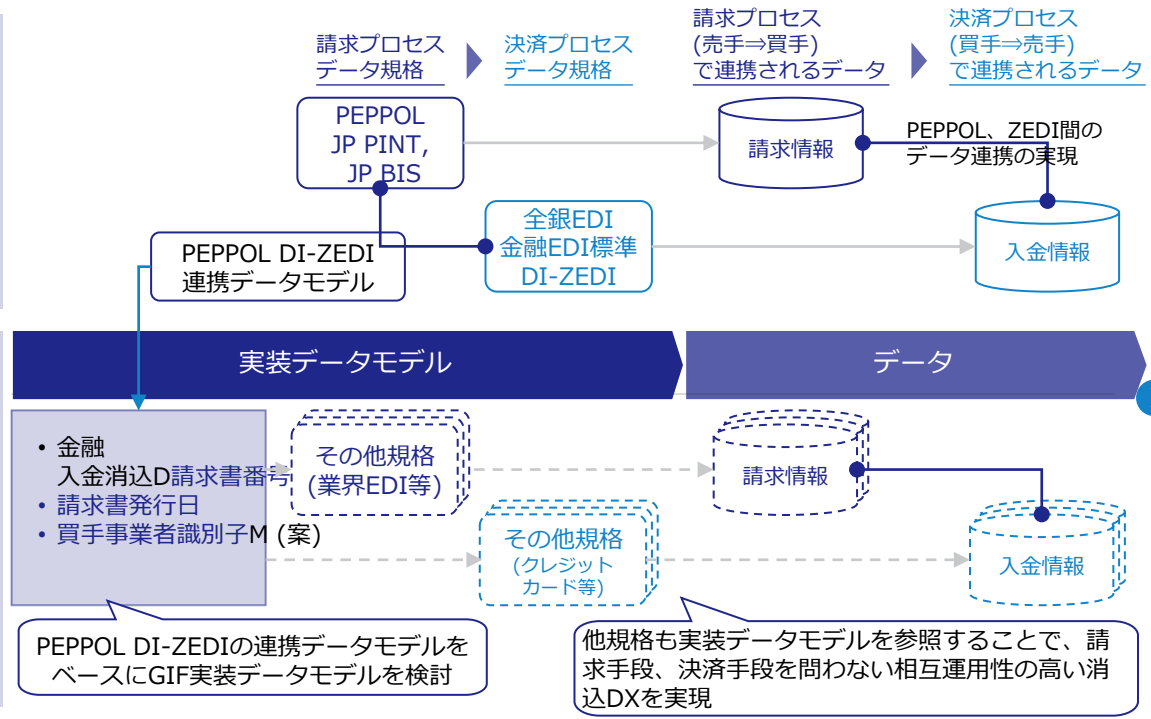 請求プロセス
データ規格
決済プロセス
データ規格
請求プロセス
(売手⇒買手)
で連携されるデータ
決済プロセス
(買手⇒売手)
で連携されるデータ
PEPPOL
JP PINT,
JP BIS
請求情報
PEPPOL、ZEDI間の
データ連携の実現
全銀EDI
金融EDI標準
DI-ZEDI
入金情報
PEPPOL DI-ZEDI
連携データモデル
実装データモデル
データ
• 金融
入金消込D請求書番号
• 請求書発行日
• 買手事業者識別子M (案)
その他規格
(業界EDI等)
請求情報
その他規格
(クレジット
カード等)
入金情報
PEPPOL DI-ZEDIの連携データモデルを
ベースにGIF実装データモデルを検討
他規格も実装データモデルを参照することで、請
求手段、決済手段を問わない相互運用性の高い消
込DXを実現